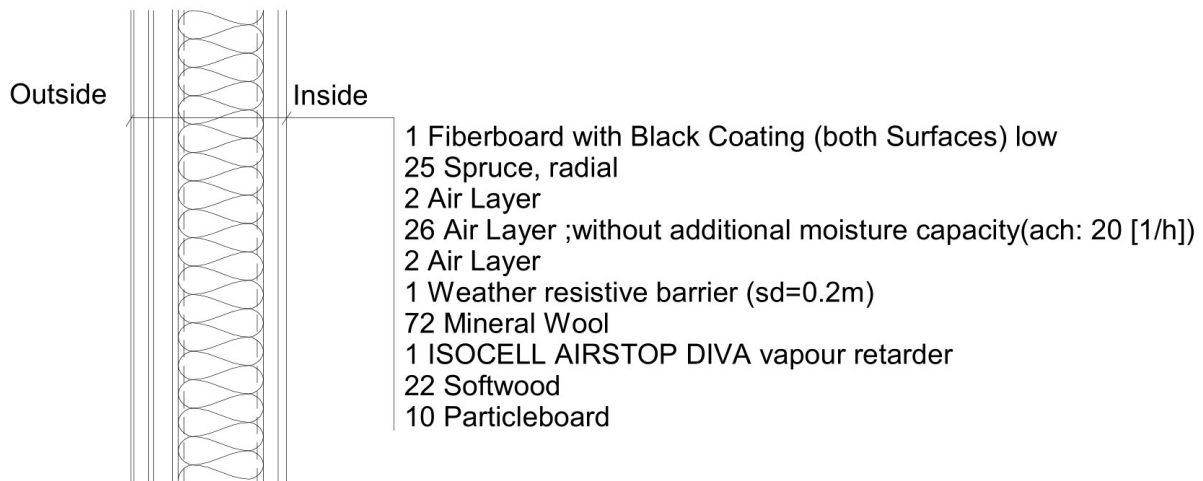 Outside
Inside
1 Fiberboard with Black Coating (both Surfaces) low
25 Spruce, radial
2 Air Layer
26 Air Layer ;without additional moisture capacity(ach: 20 [1/h])
2 Air Layer
1 Weather resistive barrier (sd=0.2m)
72 Mineral Wool
1 ISOCELL AIRSTOP DIVA vapour retarder
22 Softwood
10 Particleboard